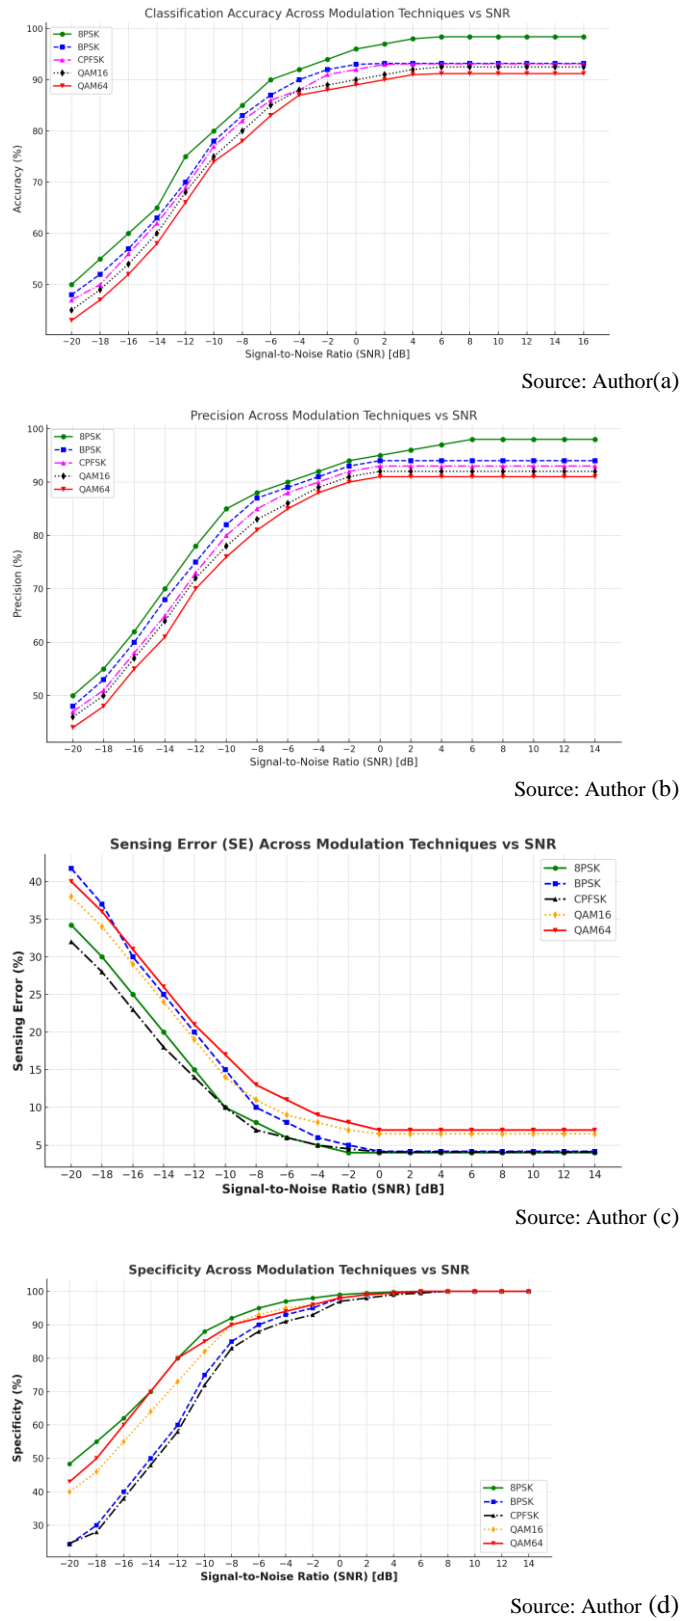 Classification Accuracy Across Modulation Techniques vs SNR
100
90
80
70
60
50
Accuracy (%)
8PSK
BPSK
CPFSK
QAM16
QAM64
−20 −18 −16 −14 −12 −10 −8 −6 −4 −2 0 2 4 6 8 10 12 14 16
Signal-to-Noise Ratio (SNR) [dB]
Source: Author(a)
Precision Across Modulation Techniques vs SNR
100
90
80
70
60
50
Precision (%)
8PSK
BPSK
CPFSK
QAM16
QAM64
−20 −18 −16 −14 −12 −10 −8 −6 −4 −2 0 2 4 6 8 10 12 14
Signal-to-Noise Ratio (SNR) [dB]
Source: Author (b)
Sensing Error (SE) Across Modulation Techniques vs SNR
40
35
30
25
20
15
10
5
Sensing Error (%)
8PSK
BPSK
CPFSK
QAM16
QAM64
−20 −18 −16 −14 −12 −10 −8 −6 −4 −2 0 2 4 6 8 10 12 14
Signal-to-Noise Ratio (SNR) [dB]
Source: Author (c)
Specificity Across Modulation Techniques vs SNR
100
90
80
70
60
50
40
30
Specificity (%)
8PSK
BPSK
CPFSK
QAM16
QAM64
−20 −18 −16 −14 −12 −10 −8 −6 −4 −2 0 2 4 6 8 10 12 14
Signal-to-Noise Ratio (SNR) [dB]
Source: Author (d)